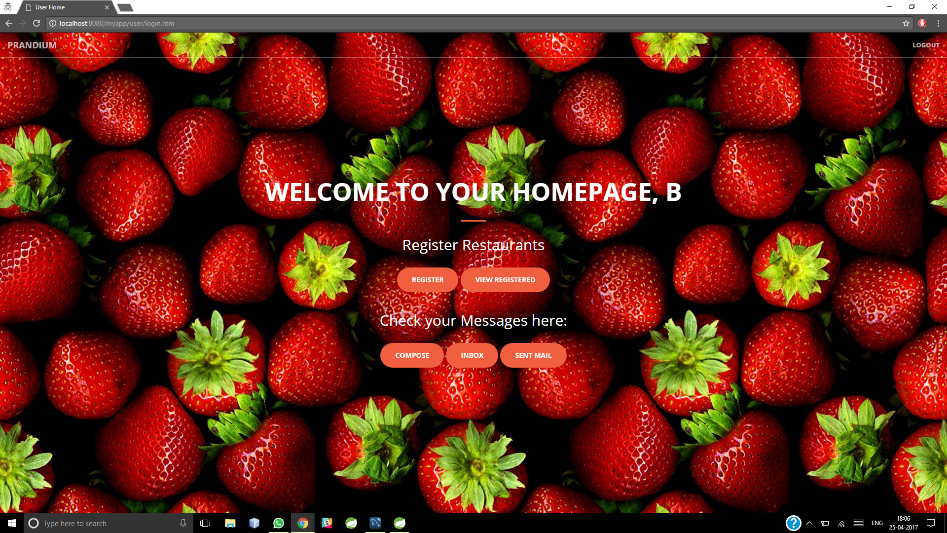 User Home
localhost:8080/myapp/user/login.htm
PRANDIUM
LOGOUT
WELCOME TO YOUR HOMEPAGE, B
Register Restaurants
REGISTER VIEW REGISTERED
Check your Messages here:
COMPOSE INBOX SENT MAIL
Type here to search
ENG
18:06
25-04-2017